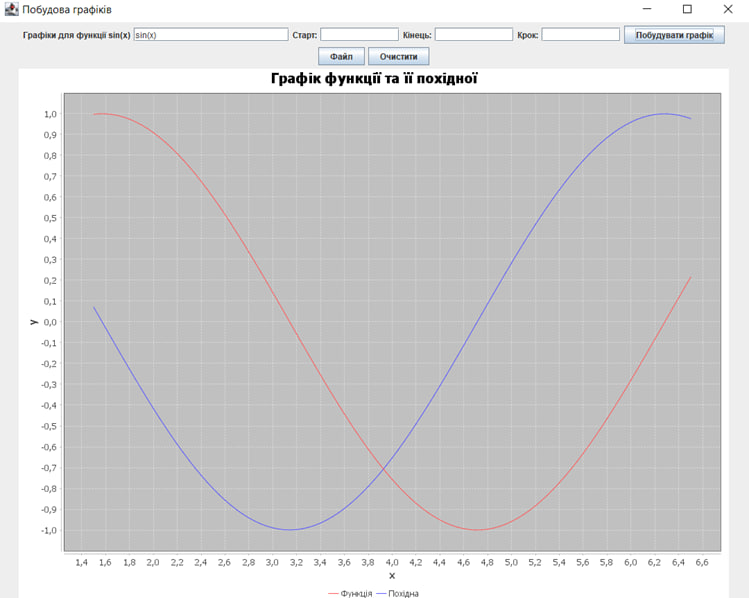 Побудова графіків
Графіки для функції sin(x) sin(x) Старт: Кінець: Крок: Побудувати графік
Файл Очистити
Графік функції та її похідної
1,0
0,9
0,8
0,7
0,6
0,5
0,4
0,3
0,2
0,1
0,0
-0,1
-0,2
-0,3
-0,4
-0,5
-0,6
-0,7
-0,8
-0,9
-1,0
y
1,4 1,6 1,8 2,0 2,2 2,4 2,6 2,8 3,0 3,2 3,4 3,6 3,8 4,0 4,2 4,4 4,6 4,8 5,0 5,2 5,4 5,6 5,8 6,0 6,2 6,4 6,6
x
Функція Похідна